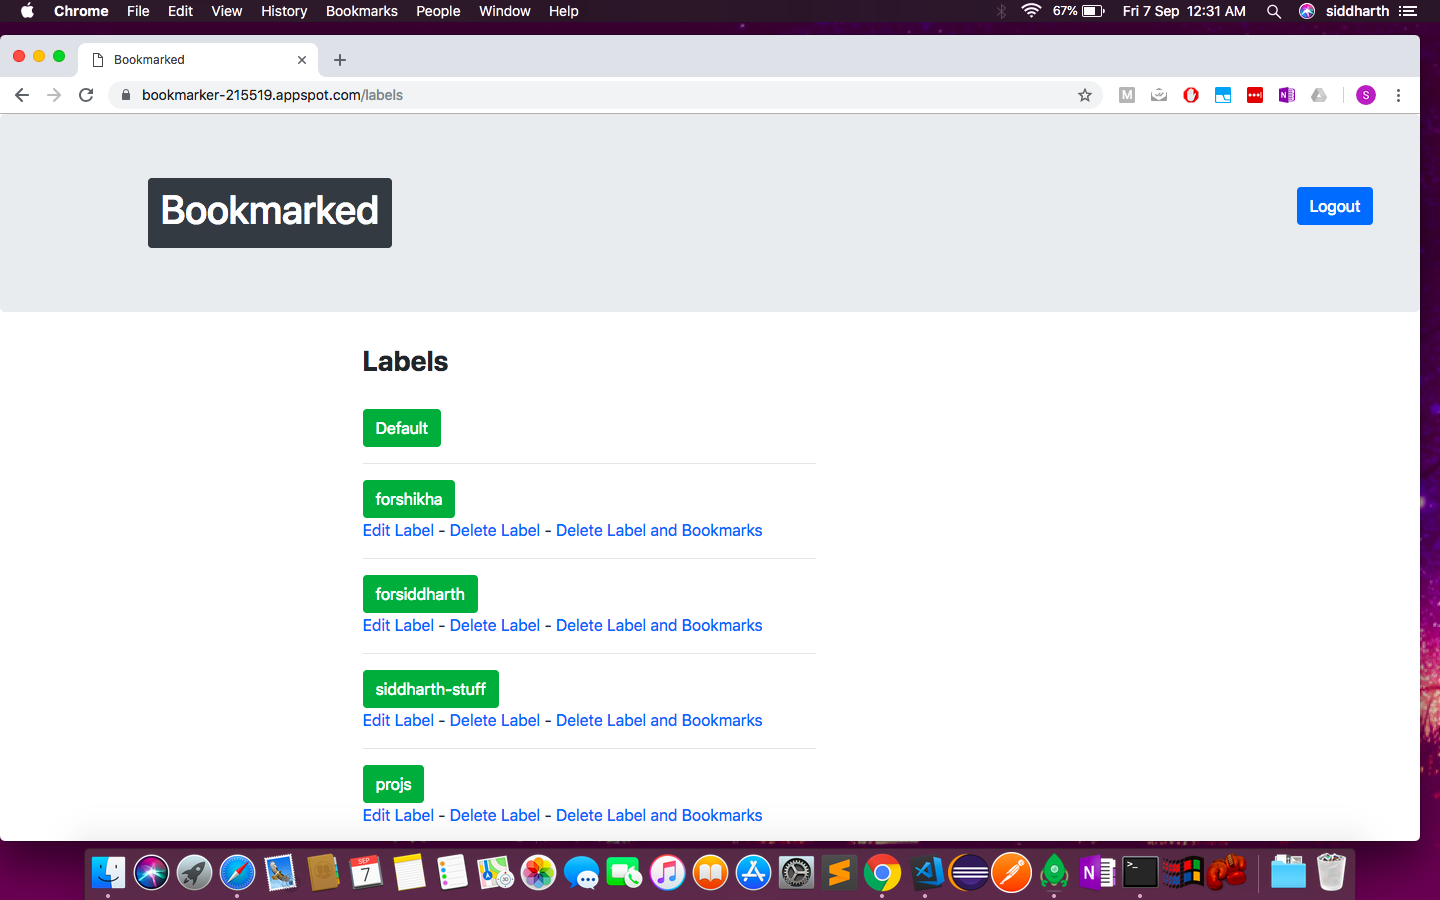 Chrome File Edit View History Bookmarks People Window Help 67% Fri 7 Sep 12:31 AM siddharth
Bookmarked
bookmarker-215519.appspot.com/labels M N S
Bookmarked
Logout
Labels
Default
forshikha
Edit Label - Delete Label - Delete Label and Bookmarks
forsiddharth
Edit Label - Delete Label - Delete Label and Bookmarks
siddharth-stuff
Edit Label - Delete Label - Delete Label and Bookmarks
projs
Edit Label - Delete Label - Delete Label and Bookmarks
SEP
7 N >_